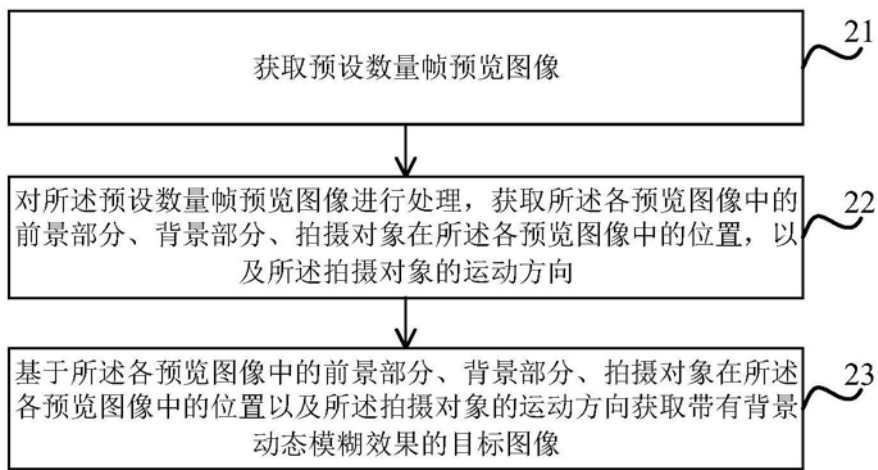 获取预设数量帧预览图像
21
对所述预设数量帧预览图像进行处理，获取所述各预览图像中的
前景部分、背景部分、拍摄对象在所述各预览图像中的位置，以
及所述拍摄对象的运动方向
22
基于所述各预览图像中的前景部分、背景部分、拍摄对象在所述
各预览图像中的位置以及所述拍摄对象的运动方向获取带有背景
动态模糊效果的目标图像
23